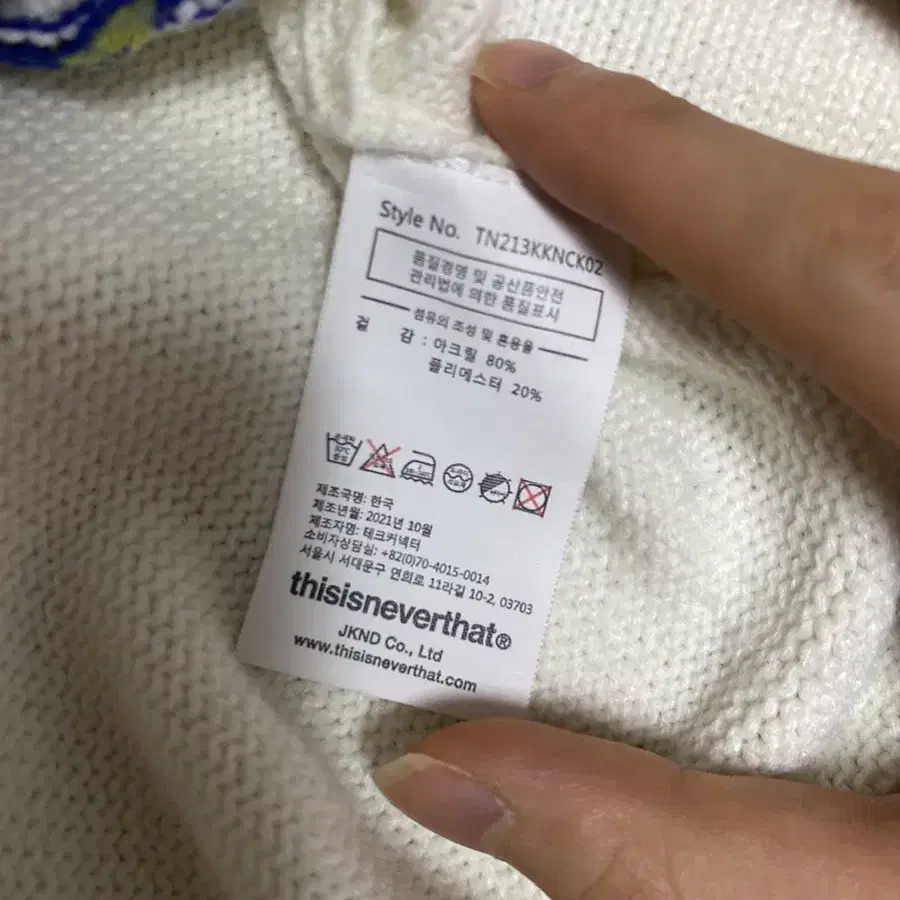 Style No. TN213KKNCK02
품질경영 및 공산품안전
관리법에 의한 품질표시
섬유의 조성 및 혼용율
겉 감 : 아크릴 80%
폴리에스터 20%
제조국명: 한국
제조년월: 2021년 10월
제조자명: 테크커넥터
소비자상담실: +82(0)70-4015-0014
서울시 서대문구 연희로 11라길 10-2, 03703
thisisneverthat®
JKND Co., Ltd
www.thisisneverthat.com